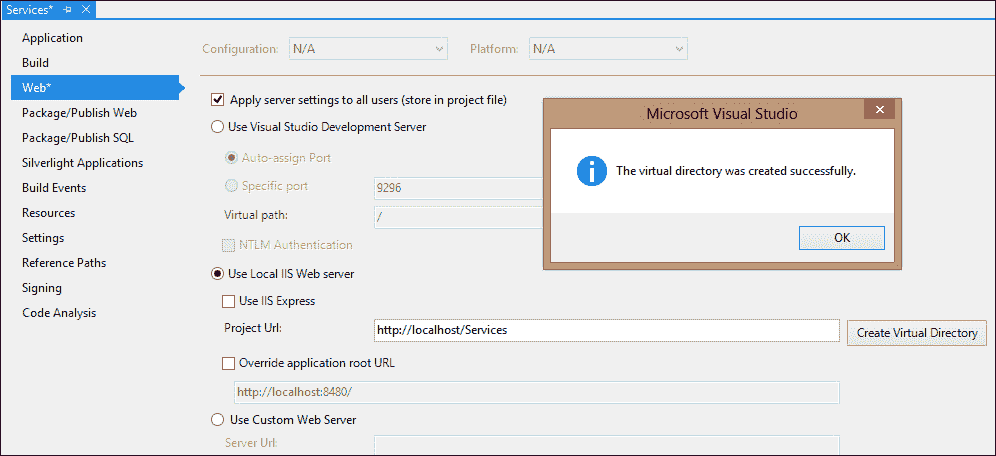 Services*
Application
Build
Web*
Package/Publish Web
Package/Publish SQL
Silverlight Applications
Build Events
Resources
Settings
Reference Paths
Signing
Code Analysis
Configuration: N/A Platform: N/A
Apply server settings to all users (store in project file)
Use Visual Studio Development Server
Auto-assign Port
Specific port 9296
Virtual path: /
NTLM Authentication
Use Local IIS Web server
Use IIS Express
Project Url: http://localhost/Services Create Virtual Directory
Override application root URL
http://localhost:8480/
Use Custom Web Server
Server Url:
Microsoft Visual Studio
The virtual directory was created successfully.
OK